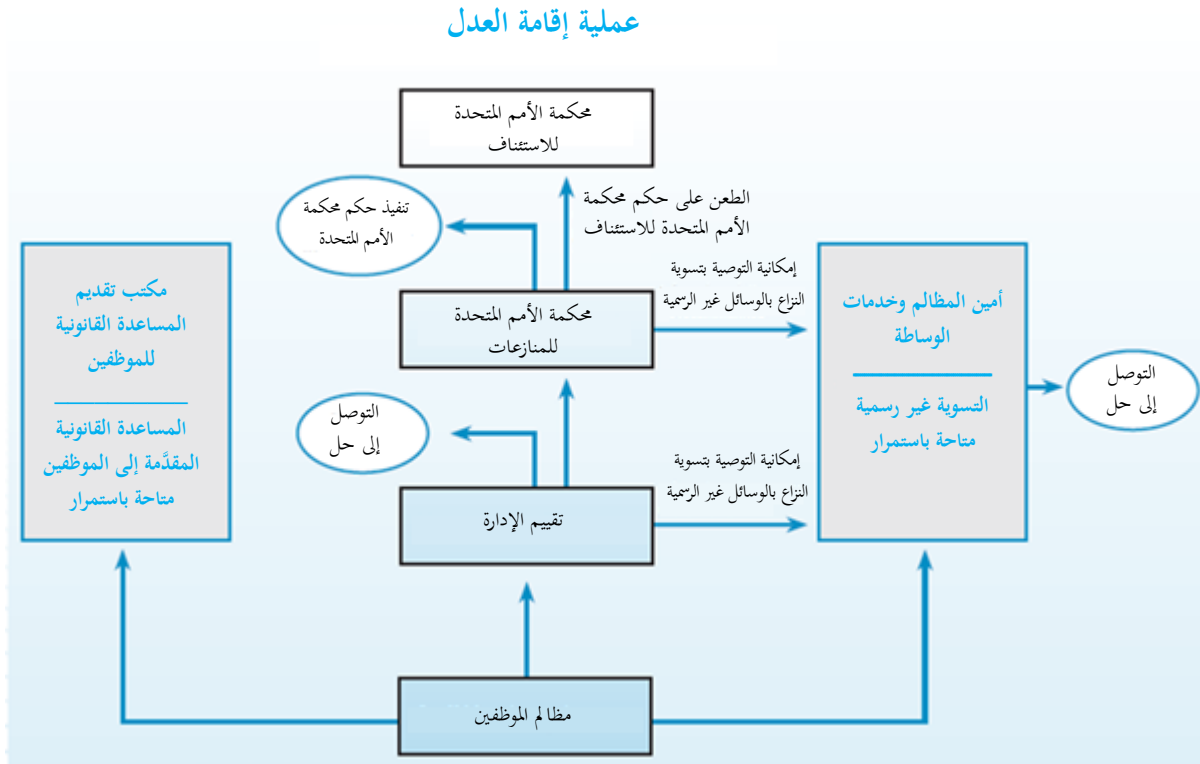 عملية إقامة العدل
محكمة الأمم المتحدة
للاستئناف
الطعن على حكم محكمة
الأمم المتحدة للاستئناف
تنفيذ حكم محكمة
الأمم المتحدة
إمكانية التوصية بتسوية
النزاع بالوسائل غير الرسمية
محكمة الأمم المتحدة
للمنازعات
أمين المظالم وخدمات
الوساطة
التسوية غير رسمية
متاحة باستمرار
التوصل
إلى حل
مكتب تقديم
المساعدة القانونية
للموظفين
المساعدة القانونية
المقدَّمة إلى الموظفين
متاحة باستمرار
التوصل
إلى حل
إمكانية التوصية بتسوية
النزاع بالوسائل غير الرسمية
تقييم الإدارة
مظالم الموظفين